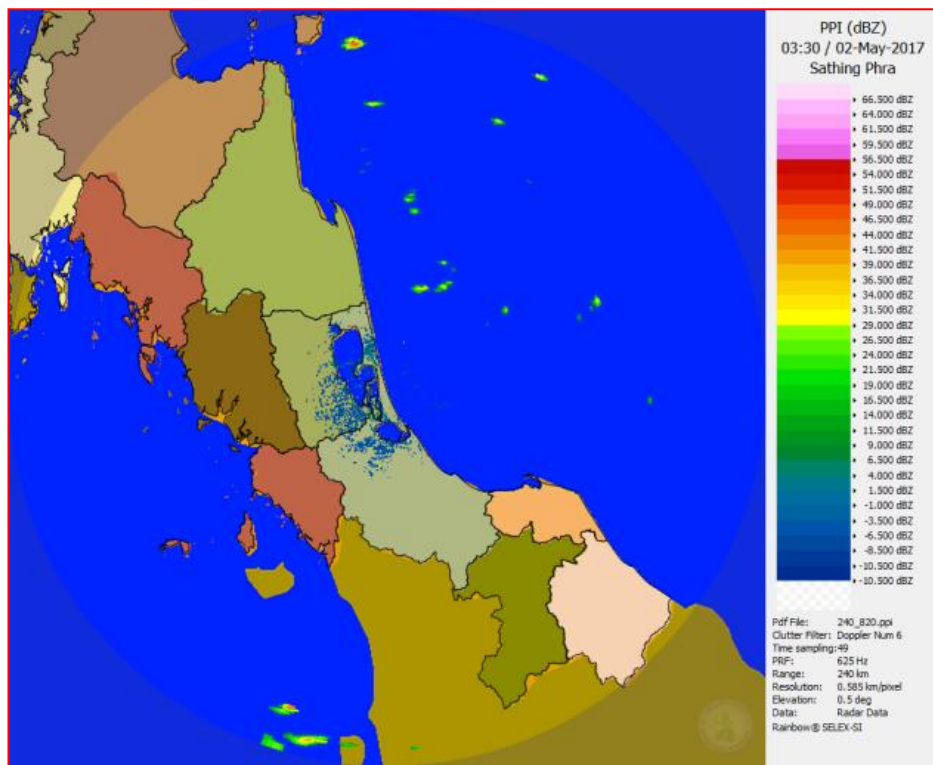 PPI (dBZ)
03:30 / 02-May-2017
Sathing Phra
66.500 dBZ
64.000 dBZ
61.500 dBZ
59.500 dBZ
56.500 dBZ
54.000 dBZ
51.500 dBZ
49.000 dBZ
46.500 dBZ
44.000 dBZ
41.500 dBZ
39.000 dBZ
36.500 dBZ
34.000 dBZ
31.500 dBZ
29.000 dBZ
26.500 dBZ
24.000 dBZ
21.500 dBZ
19.000 dBZ
16.500 dBZ
14.000 dBZ
11.500 dBZ
9.000 dBZ
6.500 dBZ
4.000 dBZ
1.500 dBZ
-1.000 dBZ
-3.500 dBZ
-6.500 dBZ
-8.500 dBZ
-10.500 dBZ
-10.500 dBZ
Pdf File: 240_820.ppi
Clutter Filter: Doppler Num 6
Time sampling:49
PRF: 625 Hz
Range: 240 km
Resolution: 0.585 km/pixel
Elevation: 0.5 deg
Data: Radar Data
Rainbow® SELEX-SI